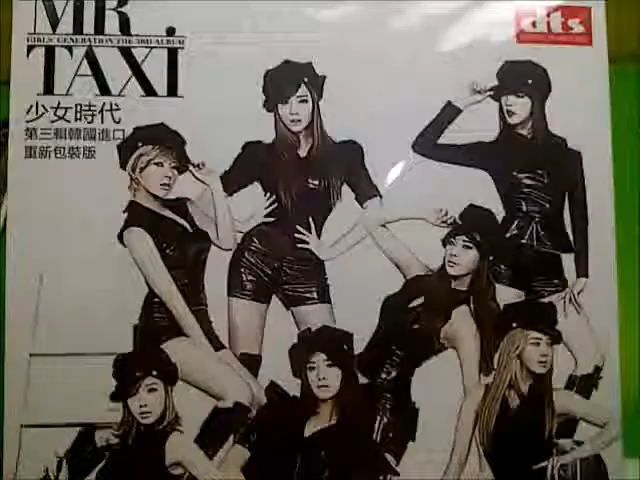 MR.
GIRLS' GENERATION THE 3RD ALBUM
TAXI
少女時代
第三輯韓國進口
重新包裝版
dts